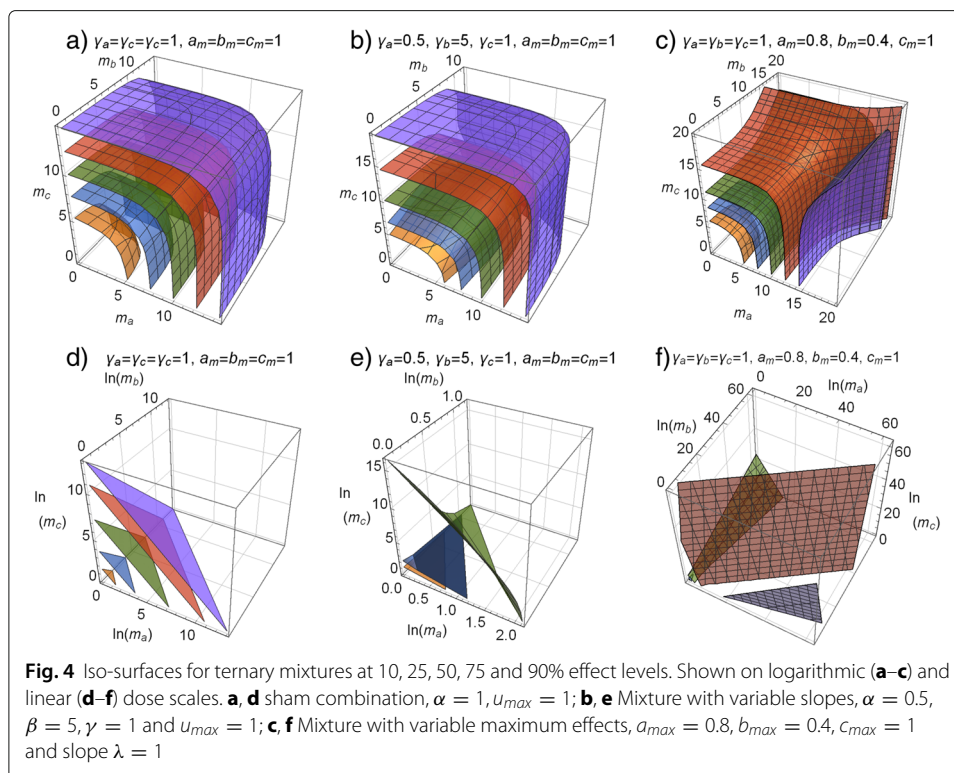 a) γa=γc=γc=1, am=bm=cm=1
mb 10
5
0
0
10
mc
5
0
0
5
10
ma
b) γa=0.5, γb=5, γc=1, am=bm=cm=1
mb 10
5
0
0
15
10
mc
5
0
0
5
10
ma
c) γa=γb=γc=1, am=0.8, bm=0.4, cm=1
mb
20
15
10
5
0
20
15
mc
10
5
0
0
5
10
15
20
ma
d) γa=γc=γc=1, am=bm=cm=1
ln(mb)
10
5
0
10
ln
(mc)
5
0
0
5
10
ln(ma)
e) γa=0.5, γb=5, γc=1, am=bm=cm=1
ln(mb)
1.0
0.5
0.0
15
10
ln
(mc)
5
0
0.0
0.5
1.0
2.0
ln(ma)
f) γa=γb=γc=1, am=0.8, bm=0.4, cm=1
0
ln(ma)
60
20
ln(mb)
40
40
20
60
60
0
40
ln
20
(mc)
0
Fig. 4 Iso-surfaces for ternary mixtures at 10, 25, 50, 75 and 90% effect levels. Shown on logarithmic (a–c) and
linear (d–f) dose scales. a, d sham combination, α = 1, umax = 1; b, e Mixture with variable slopes, α = 0.5,
β = 5, γ = 1 and umax = 1; c, f Mixture with variable maximum effects, amax = 0.8, bmax = 0.4, cmax = 1
and slope λ = 1